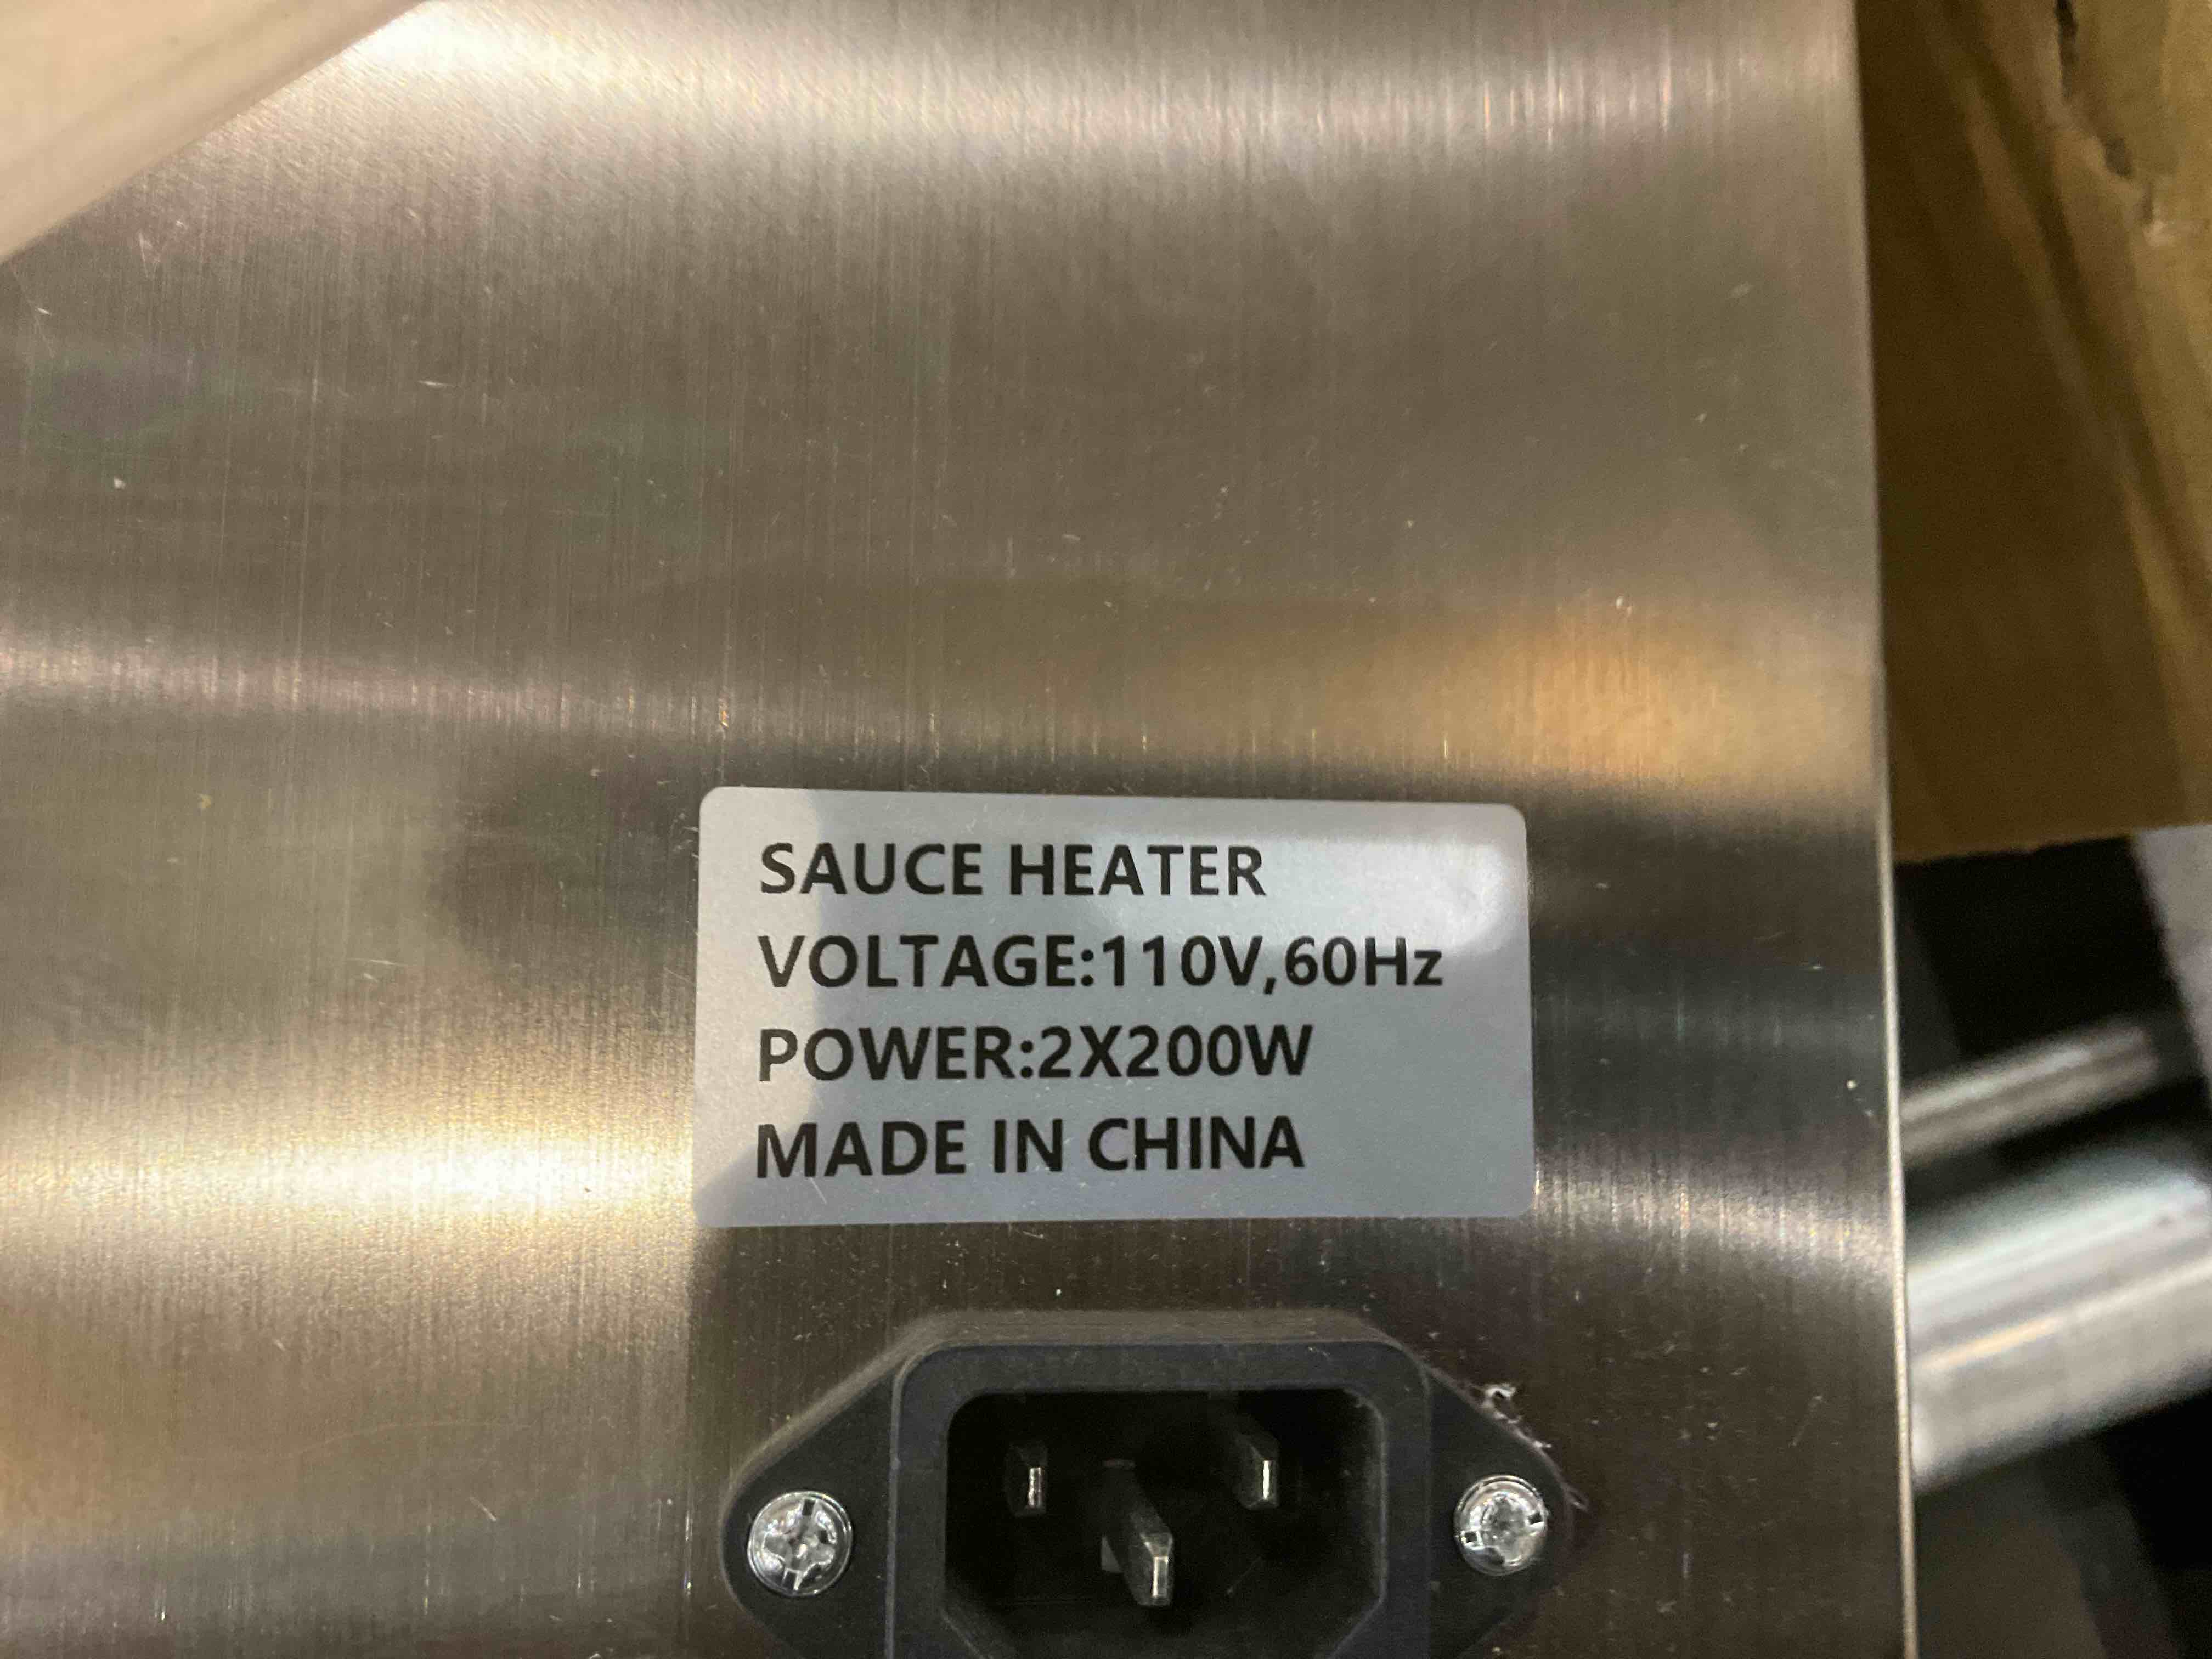 SAUCE HEATER
VOLTAGE:110V,60Hz
POWER:2X200W
MADE IN CHINA